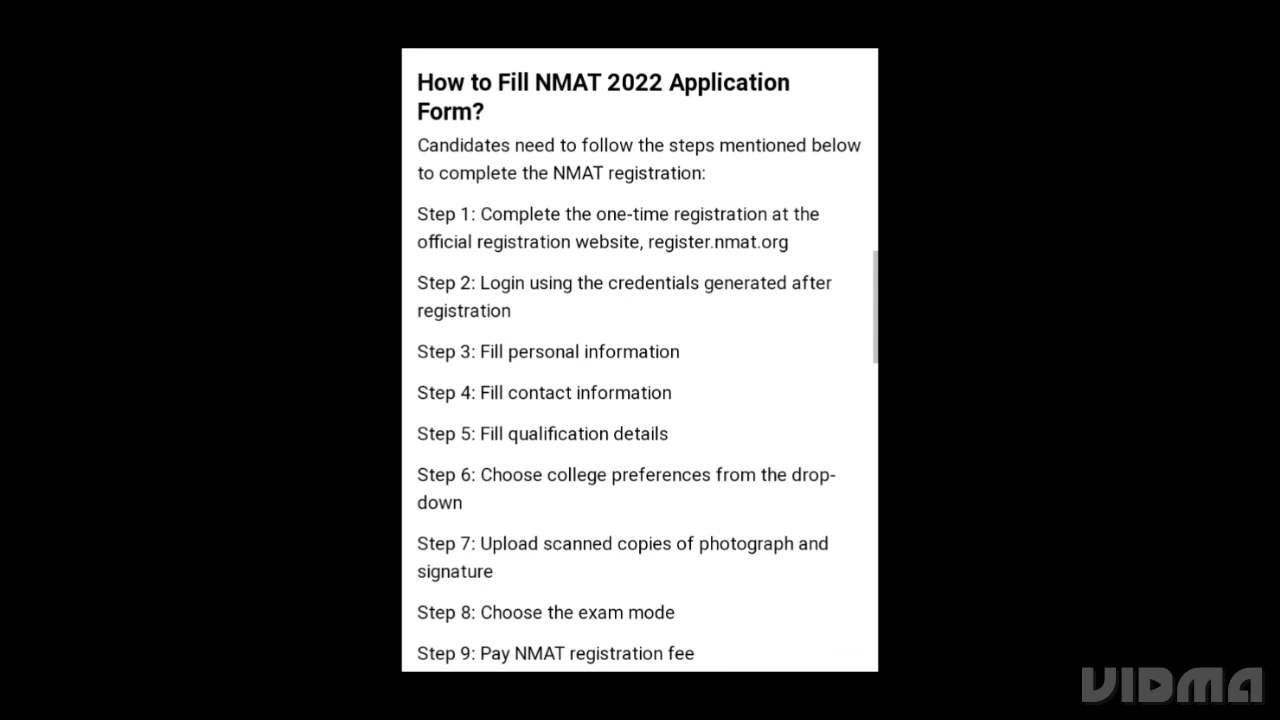 How to Fill NMAT 2022 Application
Form?
Candidates need to follow the steps mentioned below
to complete the NMAT registration:
Step 1: Complete the one-time registration at the
official registration website, register.nmat.org
Step 2: Login using the credentials generated after
registration
Step 3: Fill personal information
Step 4: Fill contact information
Step 5: Fill qualification details
Step 6: Choose college preferences from the drop-
down
Step 7: Upload scanned copies of photograph and
signature
Step 8: Choose the exam mode
Step 9: Pay NMAT registration fee
VIDMA